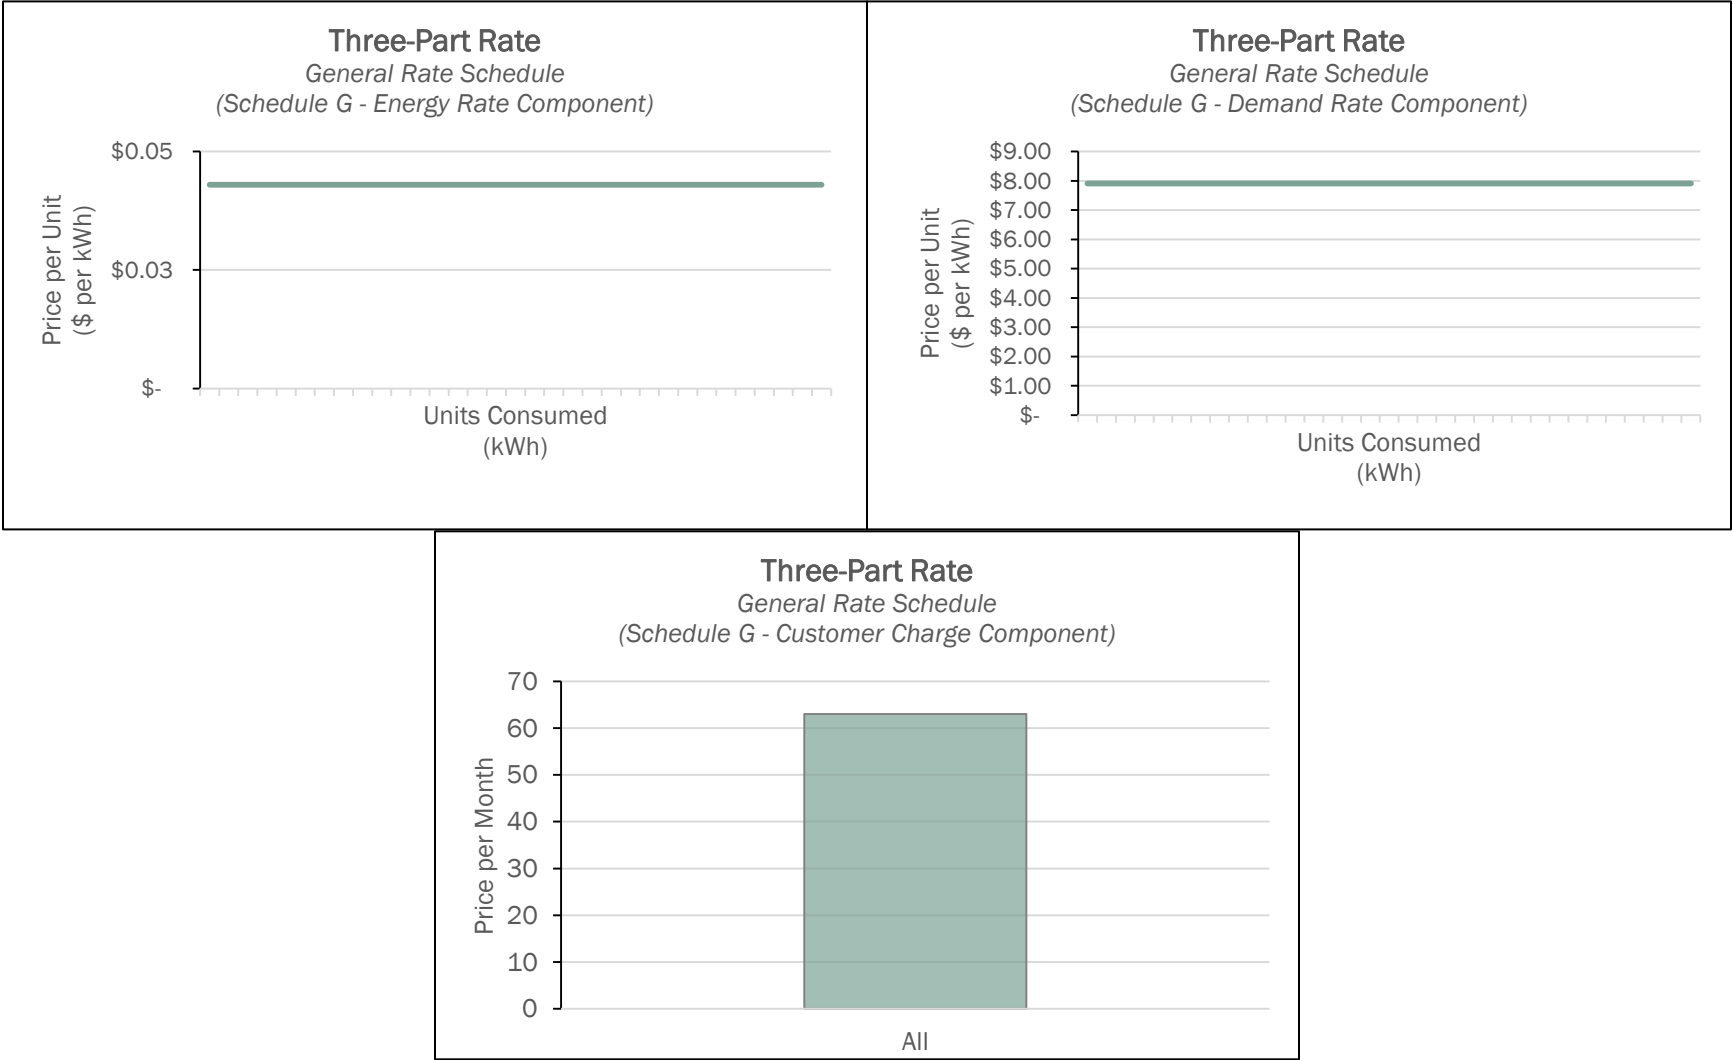 Three-Part Rate
General Rate Schedule
(Schedule G - Energy Rate Component)
$0.05
$0.03
$-
Price per Unit
($ per kWh)
Units Consumed
(kWh)
Three-Part Rate
General Rate Schedule
(Schedule G - Demand Rate Component)
$9.00
$8.00
$7.00
$6.00
$5.00
$4.00
$3.00
$2.00
$1.00
$-
Price per Unit
($ per kWh)
Units Consumed
(kWh)
Three-Part Rate
General Rate Schedule
(Schedule G - Customer Charge Component)
70
60
50
40
30
20
10
0
Price per Month
All